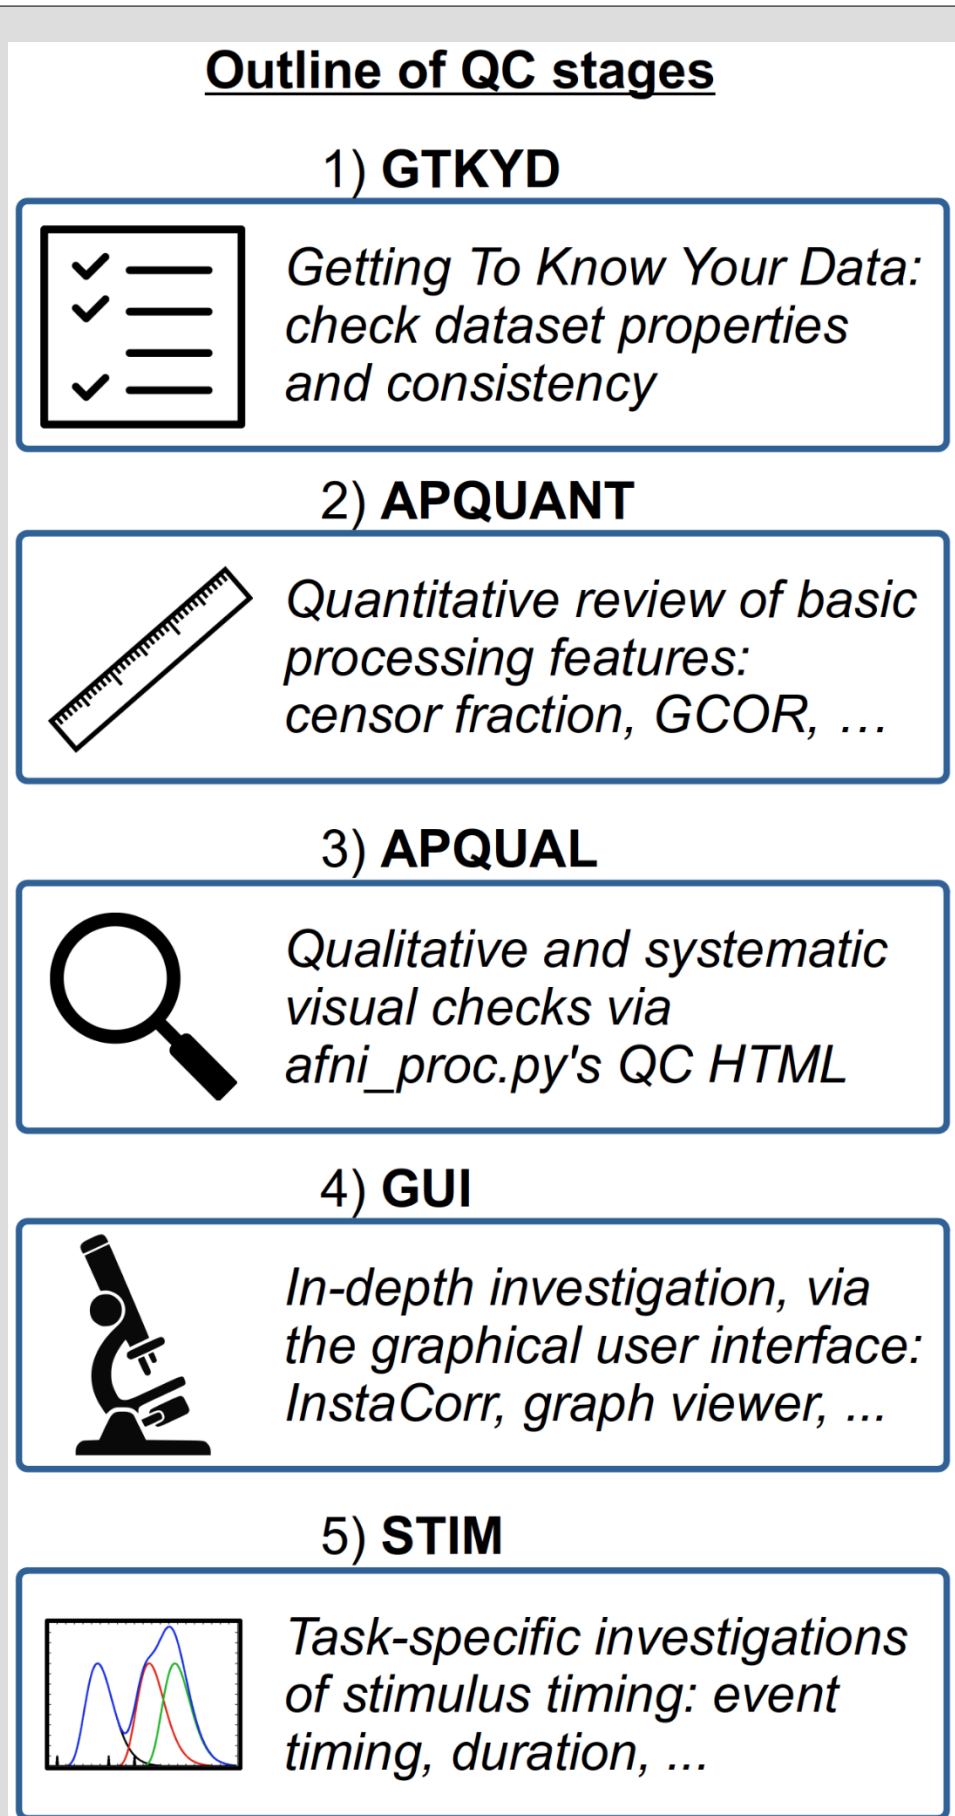 Outline of QC stages
1) GTKYD
Getting To Know Your Data:
check dataset properties
and consistency
2) APQUANT
Quantitative review of basic
processing features:
censor fraction, GCOR, …
3) APQUAL
Qualitative and systematic
visual checks via
afni_proc.py's QC HTML
4) GUI
In-depth investigation, via
the graphical user interface:
InstaCorr, graph viewer, ...
5) STIM
Task-specific investigations
of stimulus timing: event
timing, duration, ...